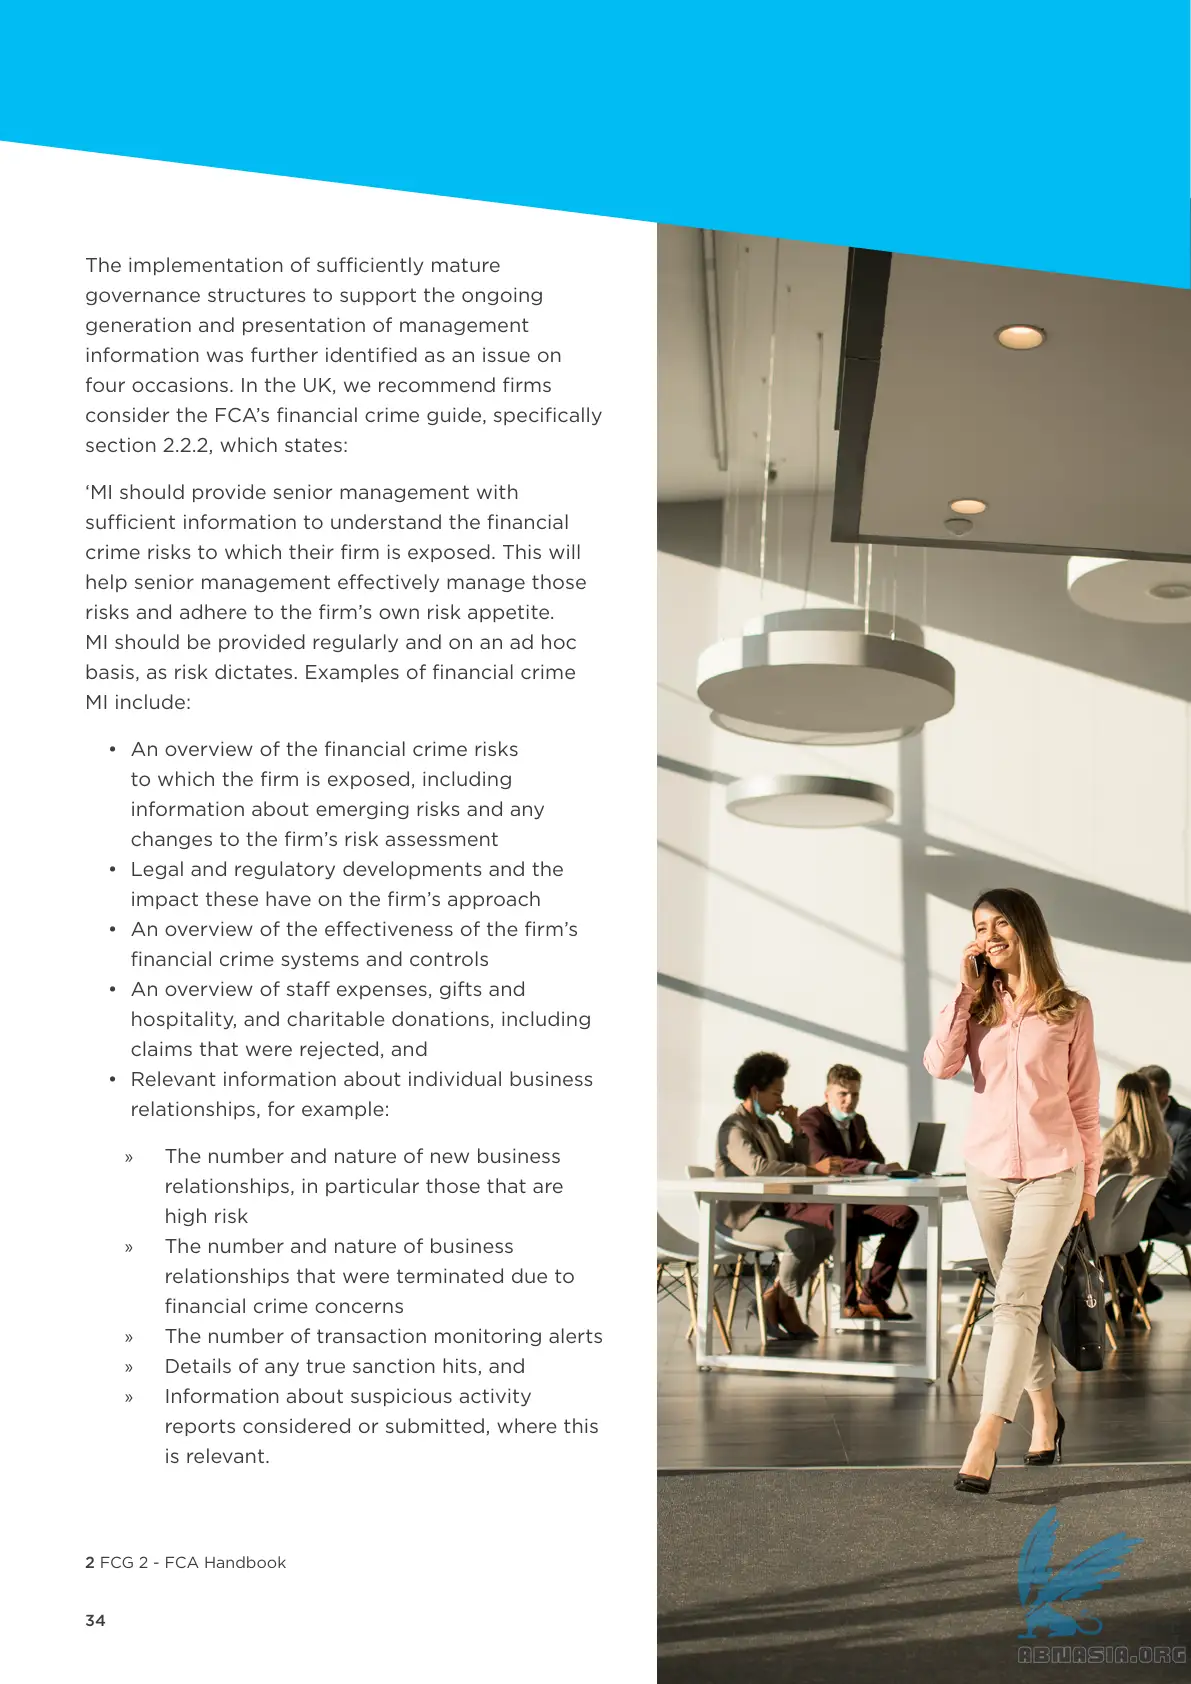 The implementation of sufficiently mature
governance structures to support the ongoing
generation and presentation of management
information was further identified as an issue on
four occasions. In the UK, we recommend firms
consider the FCA’s financial crime guide, specifically
section 2.2.2, which states:
‘MI should provide senior management with
sufficient information to understand the financial
crime risks to which their firm is exposed. This will
help senior management effectively manage those
risks and adhere to the firm’s own risk appetite.
MI should be provided regularly and on an ad hoc
basis, as risk dictates. Examples of financial crime
MI include:
• An overview of the financial crime risks
to which the firm is exposed, including
information about emerging risks and any
changes to the firm’s risk assessment
• Legal and regulatory developments and the
impact these have on the firm’s approach
• An overview of the effectiveness of the firm’s
financial crime systems and controls
• An overview of staff expenses, gifts and
hospitality, and charitable donations, including
claims that were rejected, and
• Relevant information about individual business
relationships, for example:
» The number and nature of new business
relationships, in particular those that are
high risk
» The number and nature of business
relationships that were terminated due to
financial crime concerns
» The number of transaction monitoring alerts
» Details of any true sanction hits, and
» Information about suspicious activity
reports considered or submitted, where this
is relevant.
2 FCG 2 - FCA Handbook
34
ABNASIA.ORG